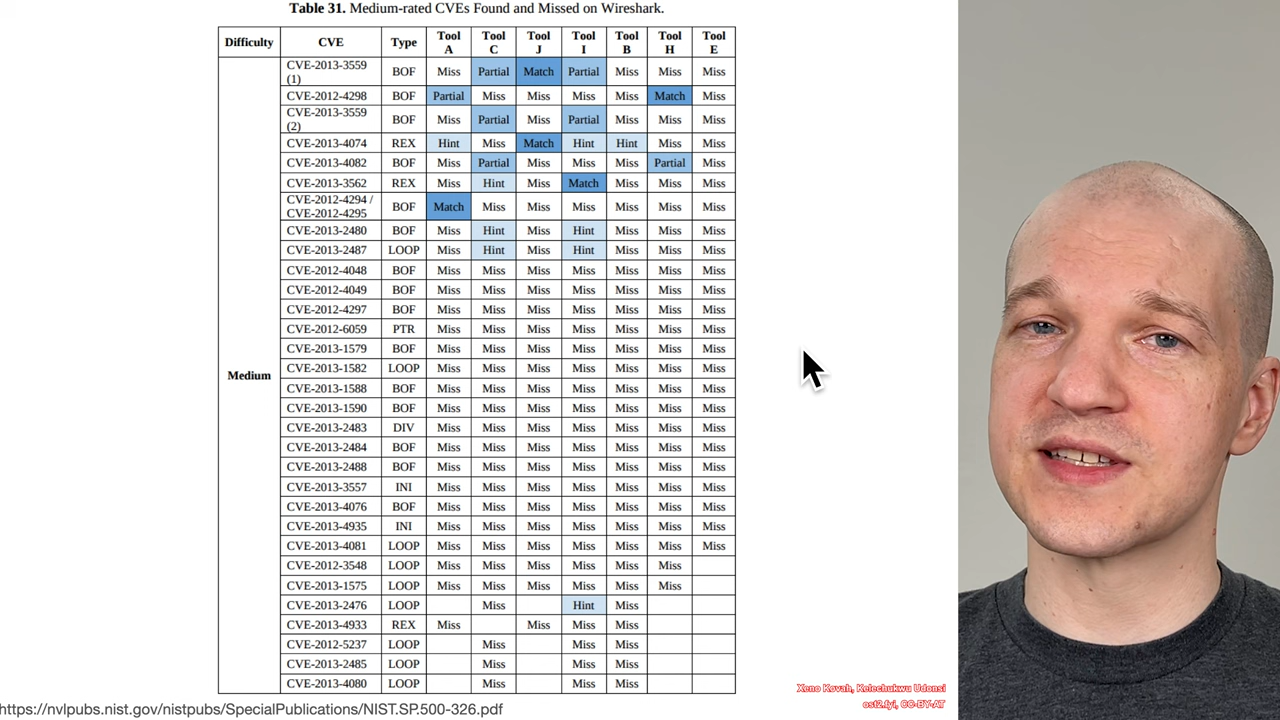 Table 31. Medium-rated CVEs Found and Missed on Wireshark.
Difficulty CVE Type Tool A Tool C Tool J Tool I Tool B Tool H Tool E
Medium
CVE-2013-3559 (1) BOF Miss Partial Match Partial Miss Miss Miss
CVE-2012-4298 BOF Partial Miss Miss Miss Miss Match Miss
CVE-2013-3559 (2) BOF Miss Partial Miss Partial Miss Miss Miss
CVE-2013-4074 REX Hint Miss Match Hint Hint Miss Miss
CVE-2013-4082 BOF Miss Partial Miss Miss Miss Partial Miss
CVE-2013-3562 REX Miss Hint Miss Match Miss Miss Miss
CVE-2012-4294 / CVE-2012-4295 BOF Match Miss Miss Miss Miss Miss Miss
CVE-2013-2480 BOF Miss Hint Miss Hint Miss Miss Miss
CVE-2013-2487 LOOP Miss Hint Miss Hint Miss Miss Miss
CVE-2012-4048 BOF Miss Miss Miss Miss Miss Miss Miss
CVE-2012-4049 BOF Miss Miss Miss Miss Miss Miss Miss
CVE-2012-4297 BOF Miss Miss Miss Miss Miss Miss Miss
CVE-2012-6059 PTR Miss Miss Miss Miss Miss Miss Miss
CVE-2013-1579 BOF Miss Miss Miss Miss Miss Miss Miss
CVE-2013-1582 LOOP Miss Miss Miss Miss Miss Miss Miss
CVE-2013-1588 BOF Miss Miss Miss Miss Miss Miss Miss
CVE-2013-1590 BOF Miss Miss Miss Miss Miss Miss Miss
CVE-2013-2483 DIV Miss Miss Miss Miss Miss Miss Miss
CVE-2013-2484 BOF Miss Miss Miss Miss Miss Miss Miss
CVE-2013-2488 BOF Miss Miss Miss Miss Miss Miss Miss
CVE-2013-3557 INI Miss Miss Miss Miss Miss Miss Miss
CVE-2013-4076 BOF Miss Miss Miss Miss Miss Miss Miss
CVE-2013-4935 INI Miss Miss Miss Miss Miss Miss Miss
CVE-2013-4081 LOOP Miss Miss Miss Miss Miss Miss Miss
CVE-2012-3548 LOOP Miss Miss Miss Miss Miss Miss
CVE-2013-1575 LOOP Miss Miss Miss Miss Miss Miss
CVE-2013-2476 LOOP Miss Hint Miss
CVE-2013-4933 REX Miss Miss Miss Miss
CVE-2012-5237 LOOP Miss Miss Miss
CVE-2013-2485 LOOP Miss Miss Miss
CVE-2013-4080 LOOP Miss Miss Miss
Xeno Kovah, Kelechukwu Udonsi
ost2.fyi, CC-BY-AT
https://nvlpubs.nist.gov/nistpubs/SpecialPublications/NIST.SP.500-326.pdf